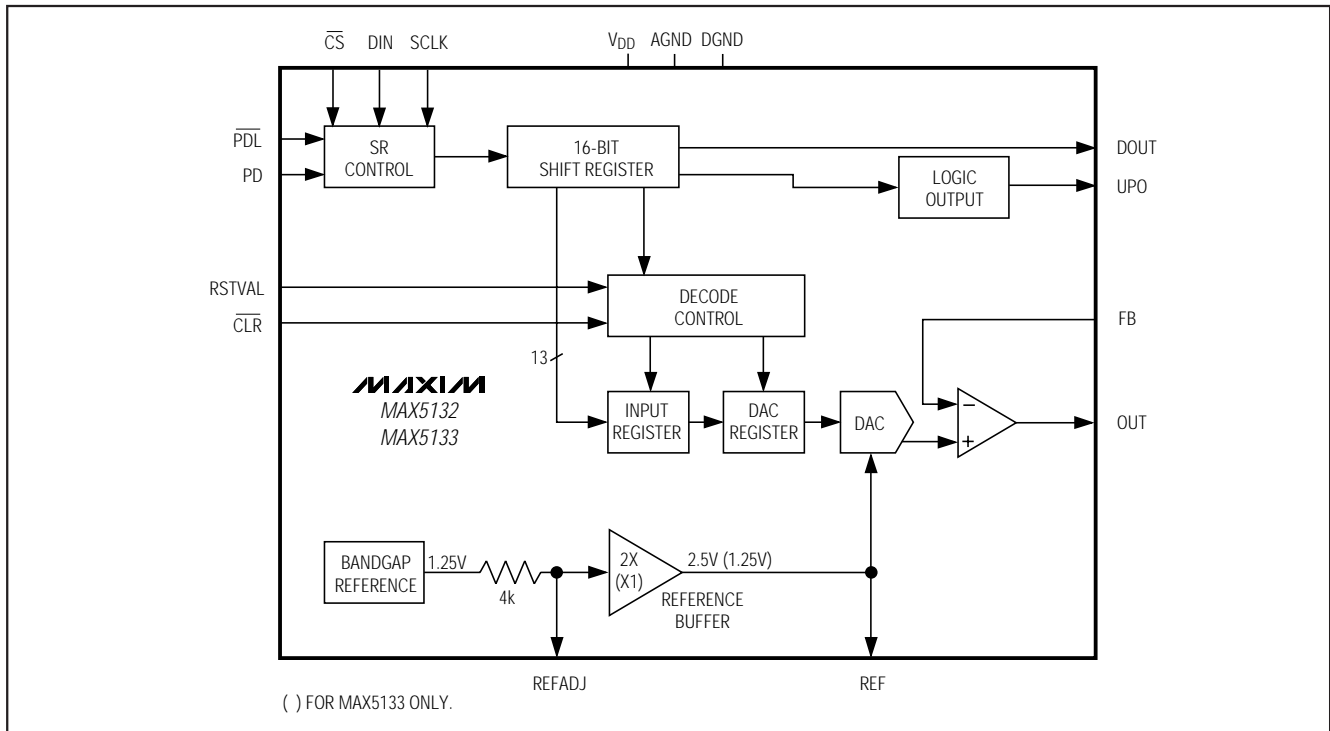 CS DIN SCLK VDD AGND DGND
PDL
PD
SR
CONTROL
16-BIT
SHIFT REGISTER
DOUT
LOGIC
OUTPUT
UPO
RSTVAL
CLR
DECODE
CONTROL
FB
13
MAXIM
MAX5132
MAX5133
INPUT
REGISTER
DAC
REGISTER
DAC
−
+
OUT
BANDGAP
REFERENCE
1.25V
4k
2X
(X1)
2.5V (1.25V)
REFERENCE
BUFFER
REFADJ REF
( ) FOR MAX5133 ONLY.